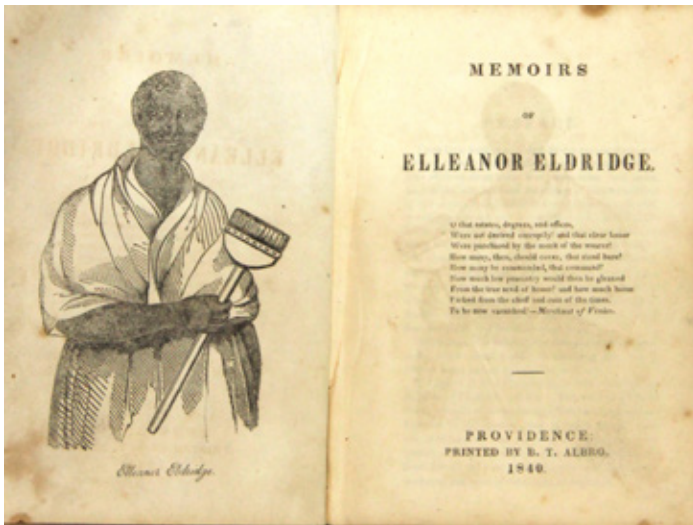 Elleanor Eldridge.
MEMOIRS
OF
ELLEANOR ELDRIDGE.
O that estates, degrees, and offices,
Were not derived corruptly! and that clear honor
Were purchased by the merit of the wearer!
How many, then, should cover, that stand bare?
How many be commanded, that command?
How much low peasantry would then be gleaned
From the true seed of honor? and how much honor
Picked from the chaff and ruin of the times,
To be new varnished!—Merchant of Venice.
PROVIDENCE:
PRINTED BY B. T. ALBRO.
1840.